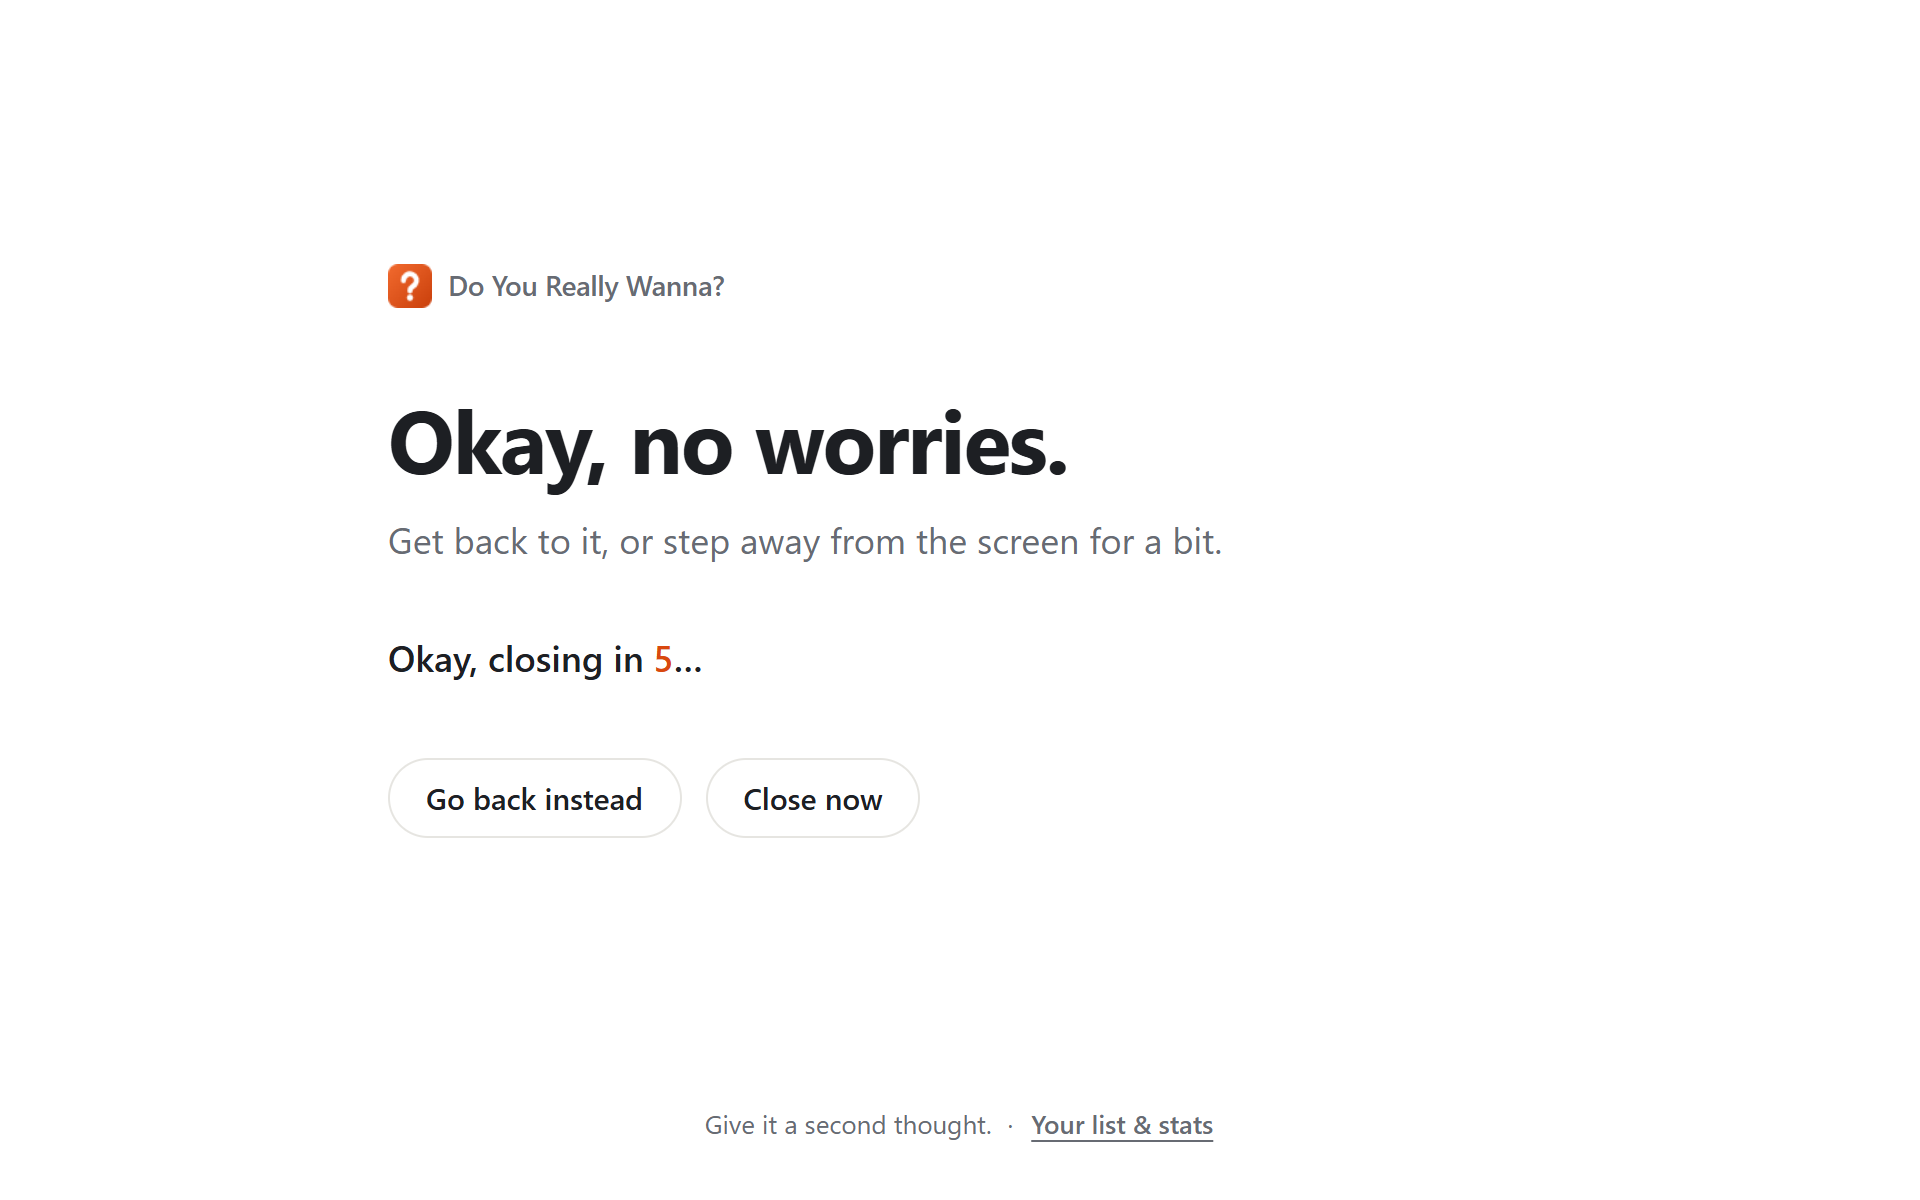 Do You Really Wanna?
Okay, no worries.
Get back to it, or step away from the screen for a bit.
Okay, closing in 5...
Go back instead
Close now
Give it a second thought. · Your list & stats